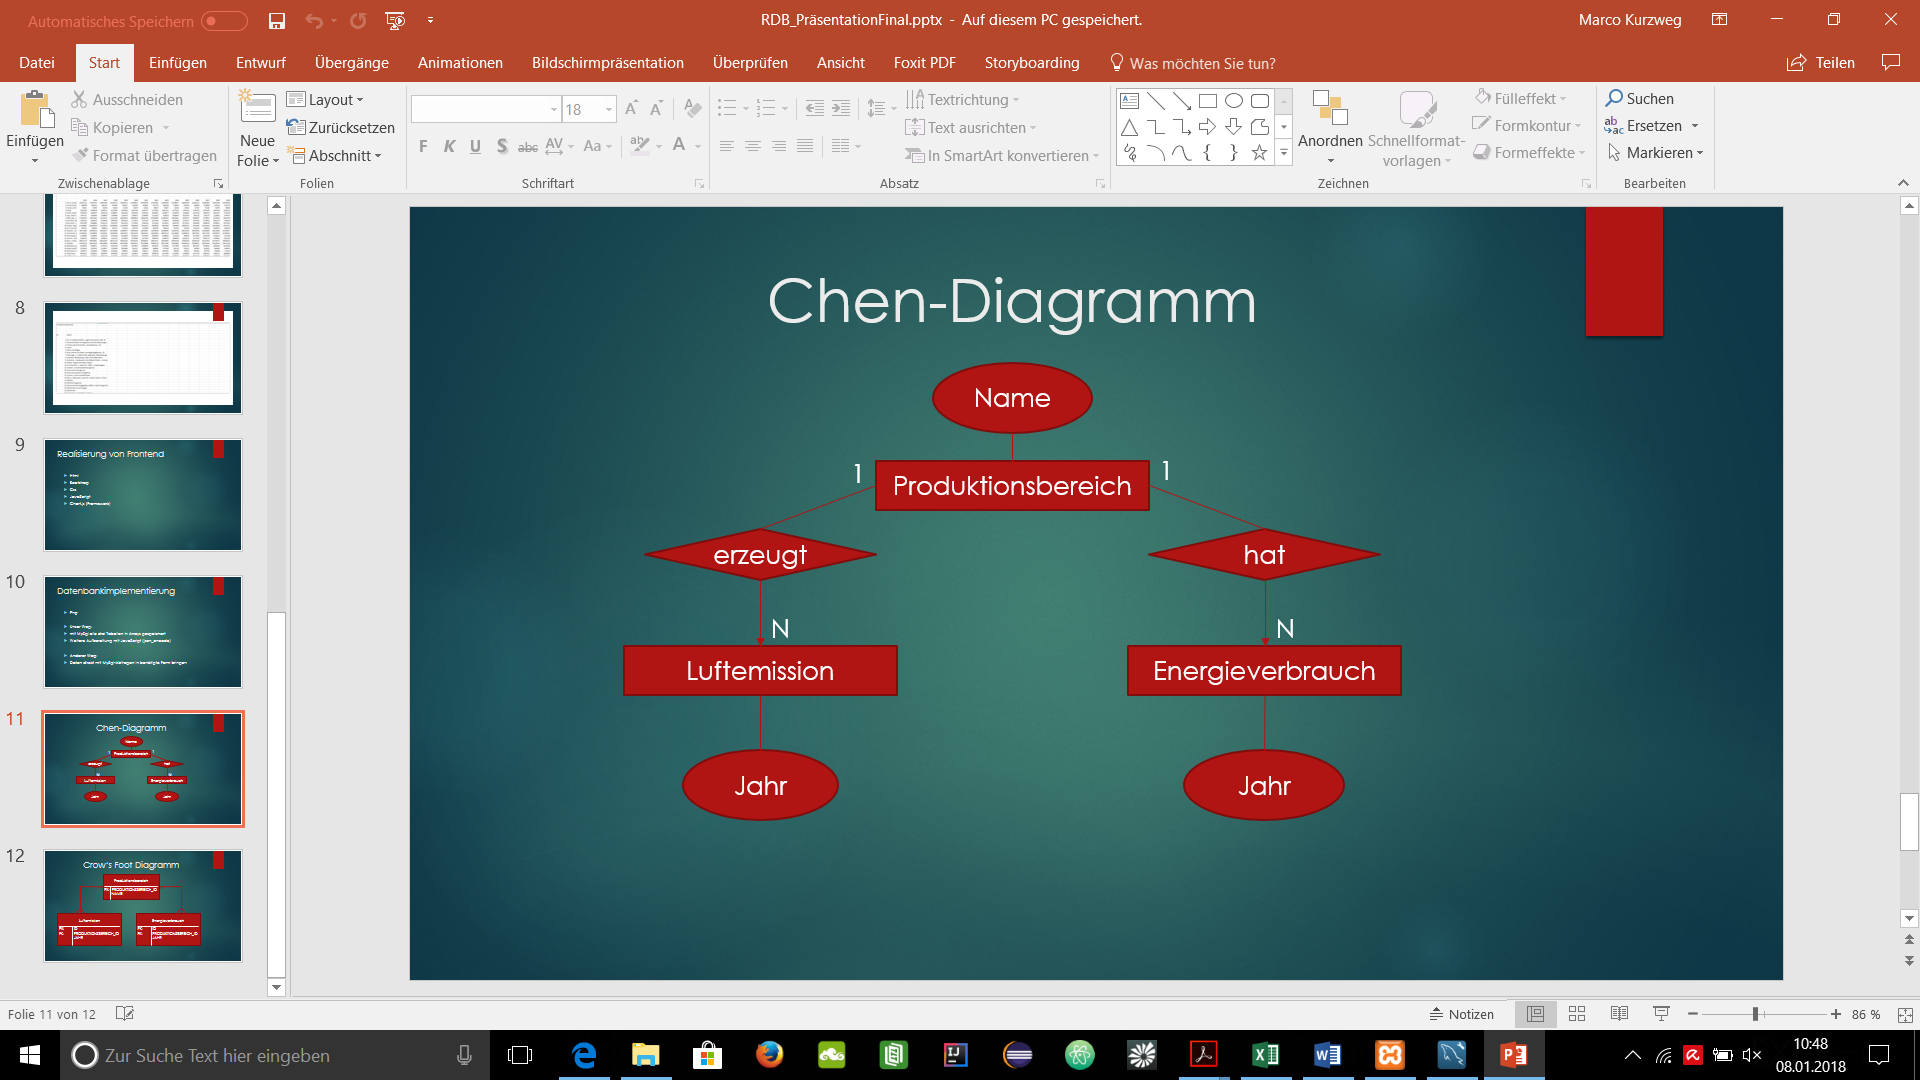 Automatisches Speichern
RDB_PräsentationFinal.pptx - Auf diesem PC gespeichert.
Marco Kurzweg
Datei Start Einfügen Entwurf Übergänge Animationen Bildschirmpräsentation Überprüfen Ansicht Foxit PDF Storyboarding Was möchten Sie tun? Teilen
Einfügen
Ausschneiden
Kopieren
Format übertragen
Zwischenablage
Neue
Folie
Layout
Zurücksetzen
Abschnitt
Folien
18
F K U S abc AV Aa A
Schriftart
Textrichtung
Text ausrichten
In SmartArt konvertieren
Absatz
Anordnen
Schnellformat-
vorlagen
Fülleffekt
Formkontur
Formeffekte
Zeichnen
Suchen
Ersetzen
Markieren
Bearbeiten
8
9
Realisierung von Frontend
10
Datenbankimplementierung
11
Chen-Diagramm
12
Crow's Foot Diagramm
Chen-Diagramm
Name
1
Produktionsbereich
1
erzeugt
hat
N
N
Luftemission
Energieverbrauch
Jahr
Jahr
Folie 11 von 12
Notizen
86 %
Zur Suche Text hier eingeben
10:48
08.01.2018